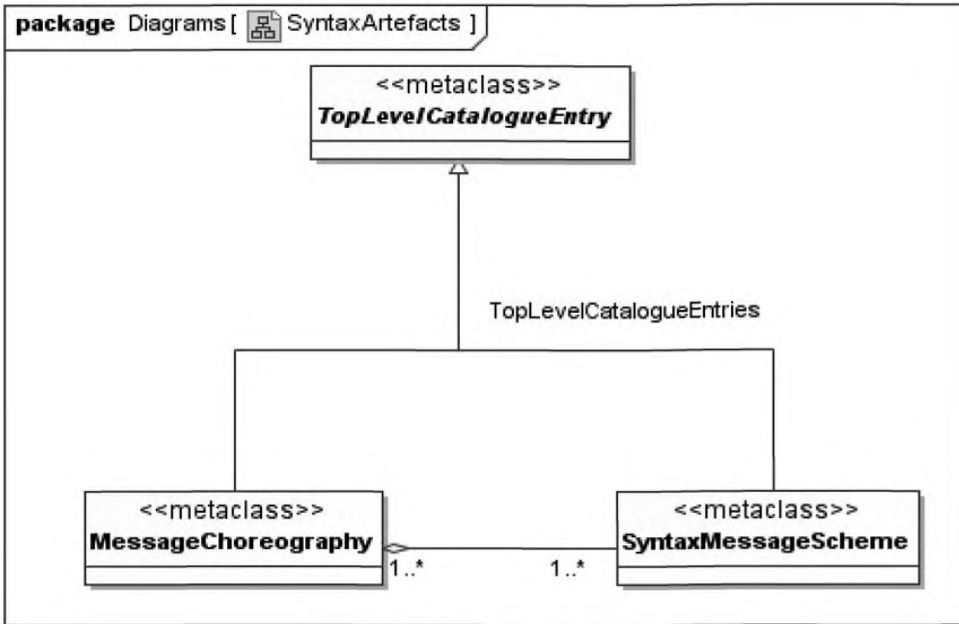 package Diagrams [ SyntaxArtefacts ]
<<metaclass>>
TopLevelCatalogueEntry
TopLevelCatalogueEntries
<<metaclass>>
MessageChoreography
<<metaclass>>
SyntaxMessageScheme
1..*
1..*